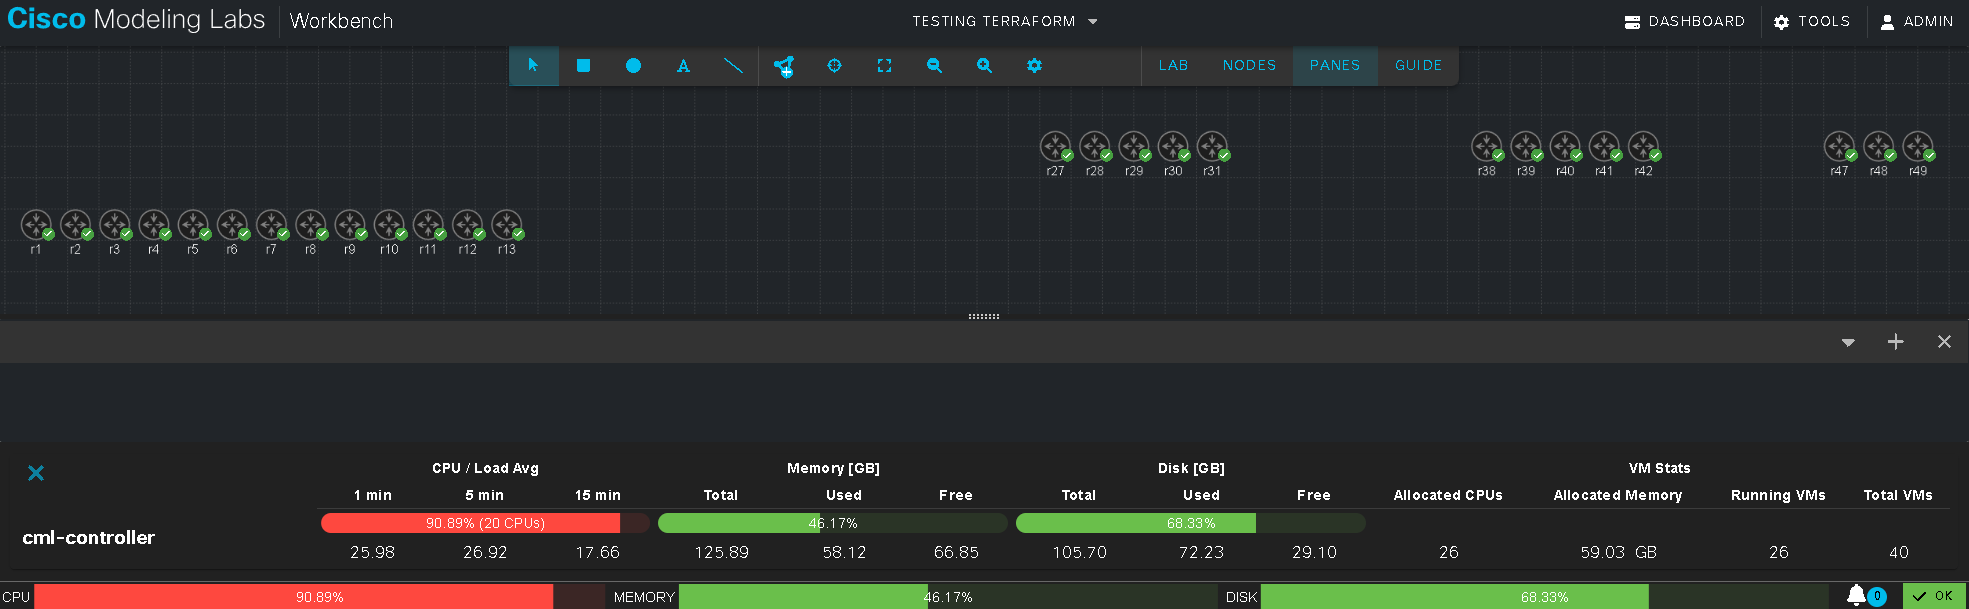 Cisco Modeling Labs Workbench TESTING TERRAFORM DASHBOARD TOOLS ADMIN
A LAB NODES PANES GUIDE
r27 r28 r29 r30 r31 r38 r39 r40 r41 r42 r47 r48 r49
r1 r2 r3 r4 r5 r6 r7 r8 r9 r10 r11 r12 r13
CPU / Load Avg Memory [GB] Disk [GB] VM Stats
1 min 5 min 15 min Total Used Free Total Used Free Allocated CPUs Allocated Memory Running VMs Total VMs
90.89% (20 CPUs) 46.17% 68.33%
cml-controller
25.98 26.92 17.66 125.89 58.12 66.85 105.70 72.23 29.10 26 59.03 GB 26 40
CPU 90.89% MEMORY 46.17% DISK 68.33% 0 OK